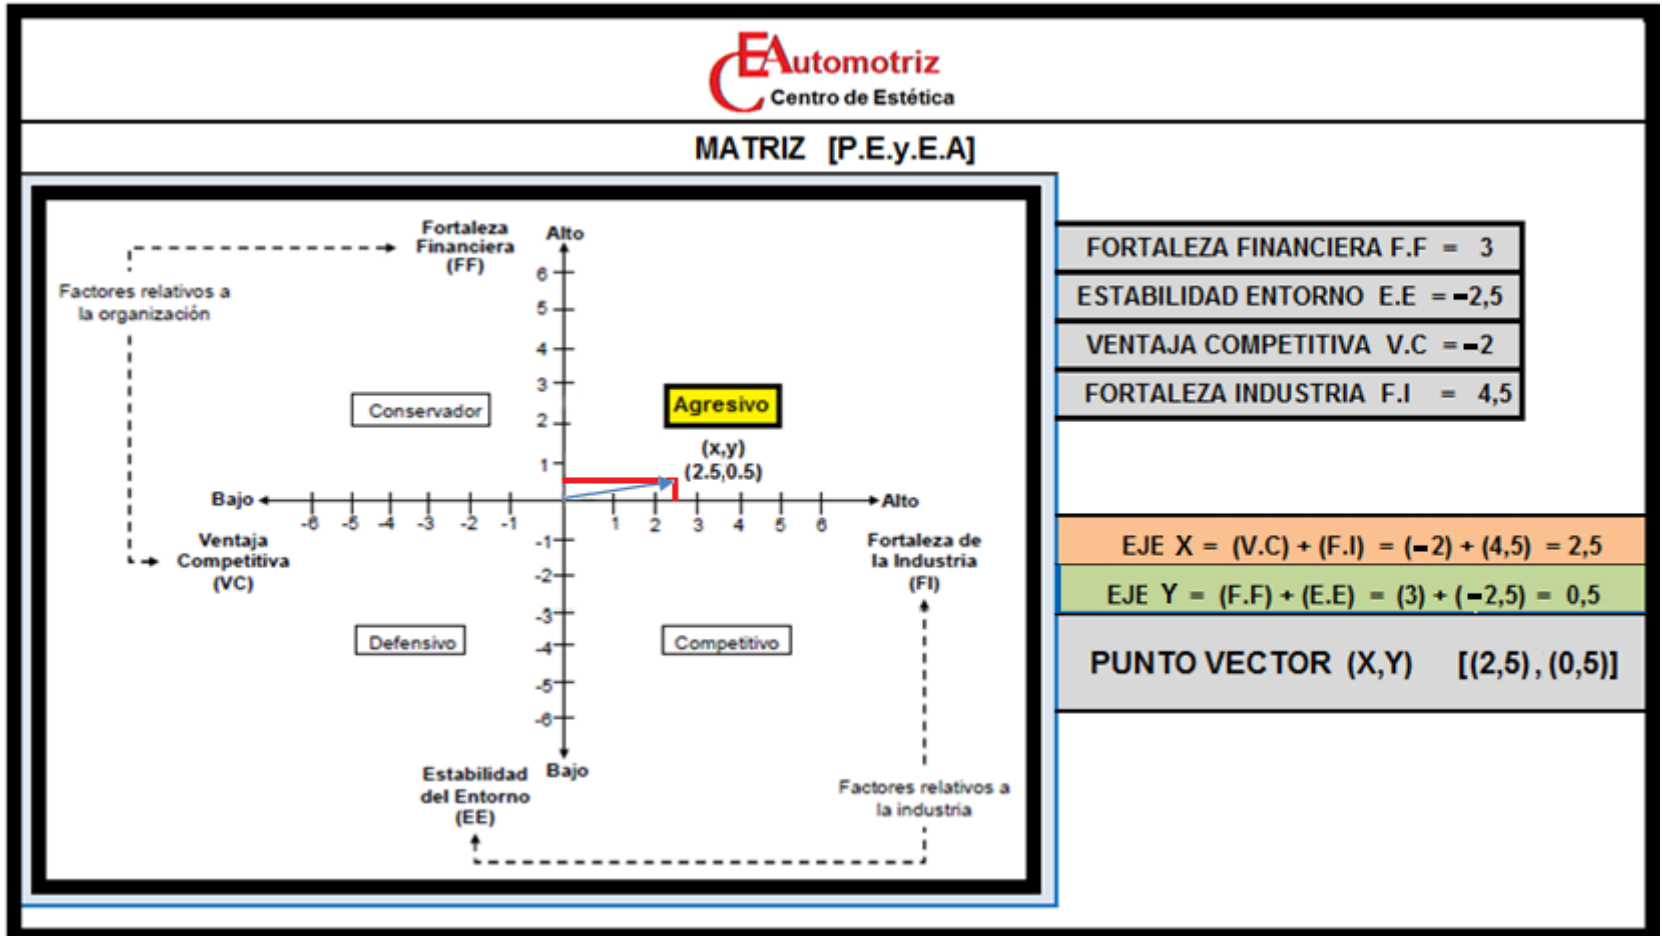 CEAutomotriz
Centro de Estética
MATRIZ [P.E.y.E.A]
Fortaleza
Financiera
(FF)
Alto
Factores relativos a
la organización
6
5
4
3
2
1
Conservador
Agresivo
(x,y)
(2.5,0.5)
Bajo
-6 -5 -4 -3 -2 -1 1 2 3 4 5 6
Alto
Ventaja
Competitiva
(VC)
Fortaleza de
la Industria
(FI)
-1
-2
-3
-4
-5
-6
Defensivo
Competitivo
Bajo
Estabilidad
del Entorno
(EE)
Factores relativos a
la industria
FORTALEZA FINANCIERA F.F = 3
ESTABILIDAD ENTORNO E.E = -2,5
VENTAJA COMPETITIVA V.C = -2
FORTALEZA INDUSTRIA F.I = 4,5
EJE X = (V.C) + (F.I) = (-2) + (4,5) = 2,5
EJE Y = (F.F) + (E.E) = (3) + (-2,5) = 0,5
PUNTO VECTOR (X,Y) [(2,5) , (0,5)]